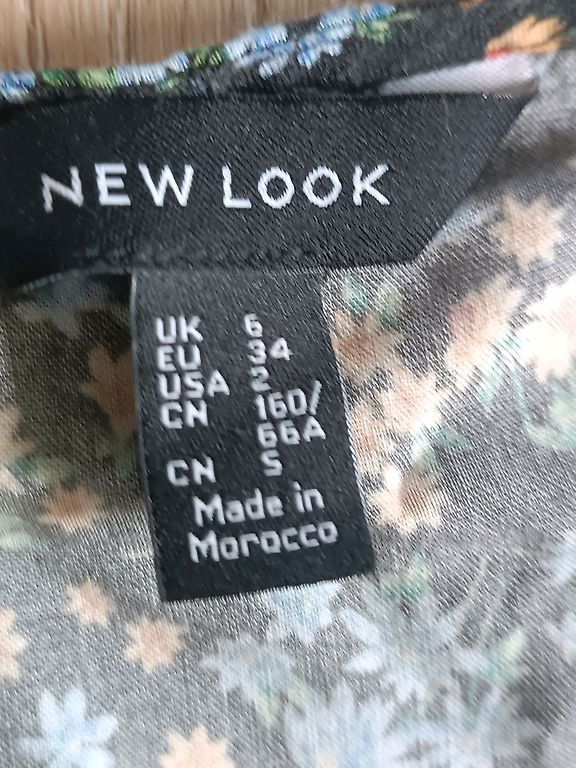 NEW LOOK
UK 6
EU 34
USA 2
CN 160/
66A
CN S
Made in
Morocco